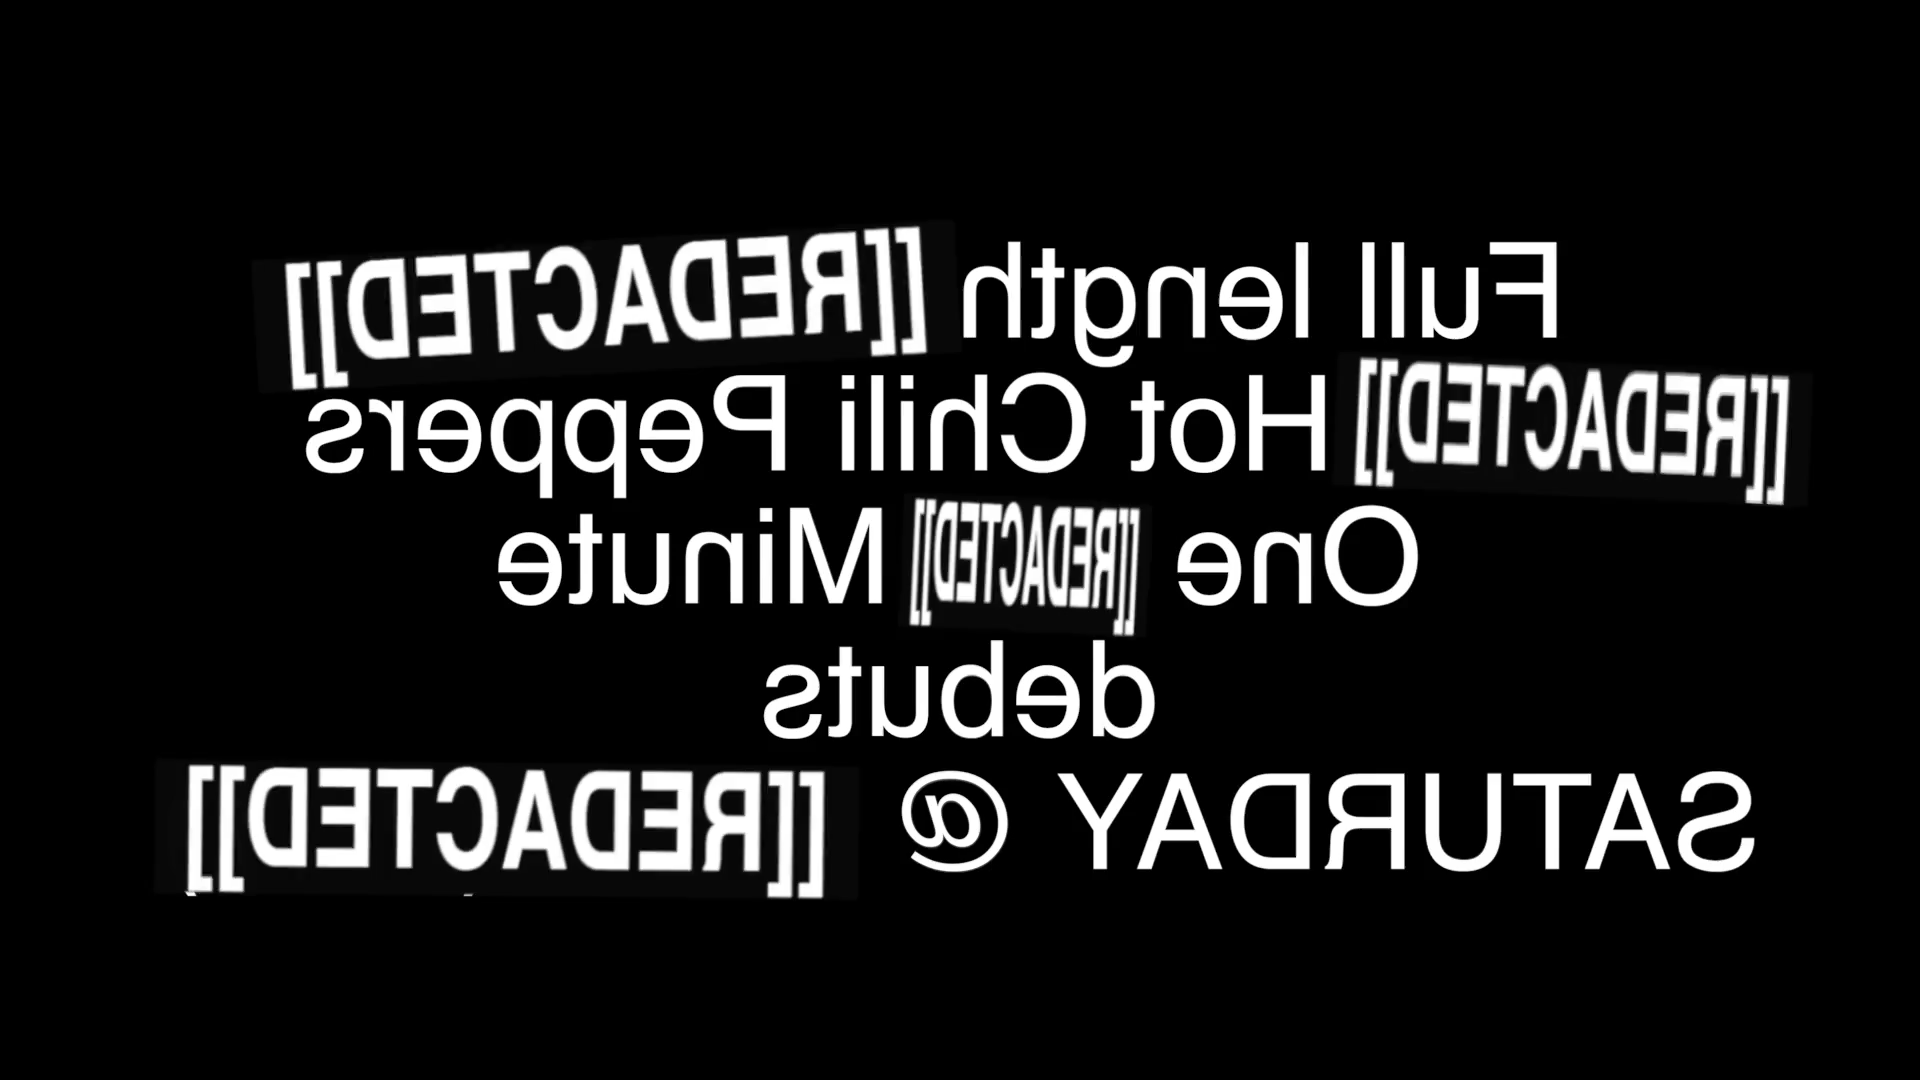 Full length [[REDACTED]]
[[REDACTED]] Hot Chili Peppers
One [[REDACTED]] Minute
debuts
SATURDAY @ [[REDACTED]]